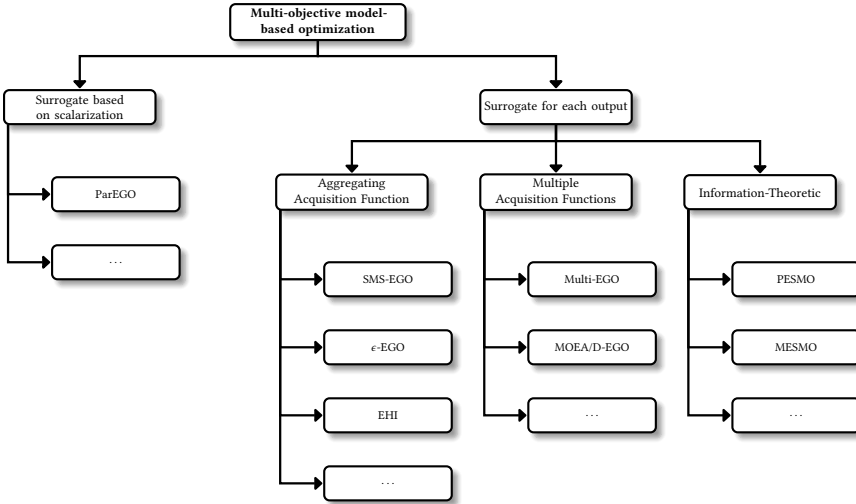 Multi-objective model-
based optimization
Surrogate based
on scalarization
Surrogate for each output
ParEGO
...
Aggregating
Acquisition Function
Multiple
Acquisition Functions
Information-Theoretic
SMS-EGO
Multi-EGO
PESMO
ϵ-EGO
MOEA/D-EGO
MESMO
EHI
...
...
...